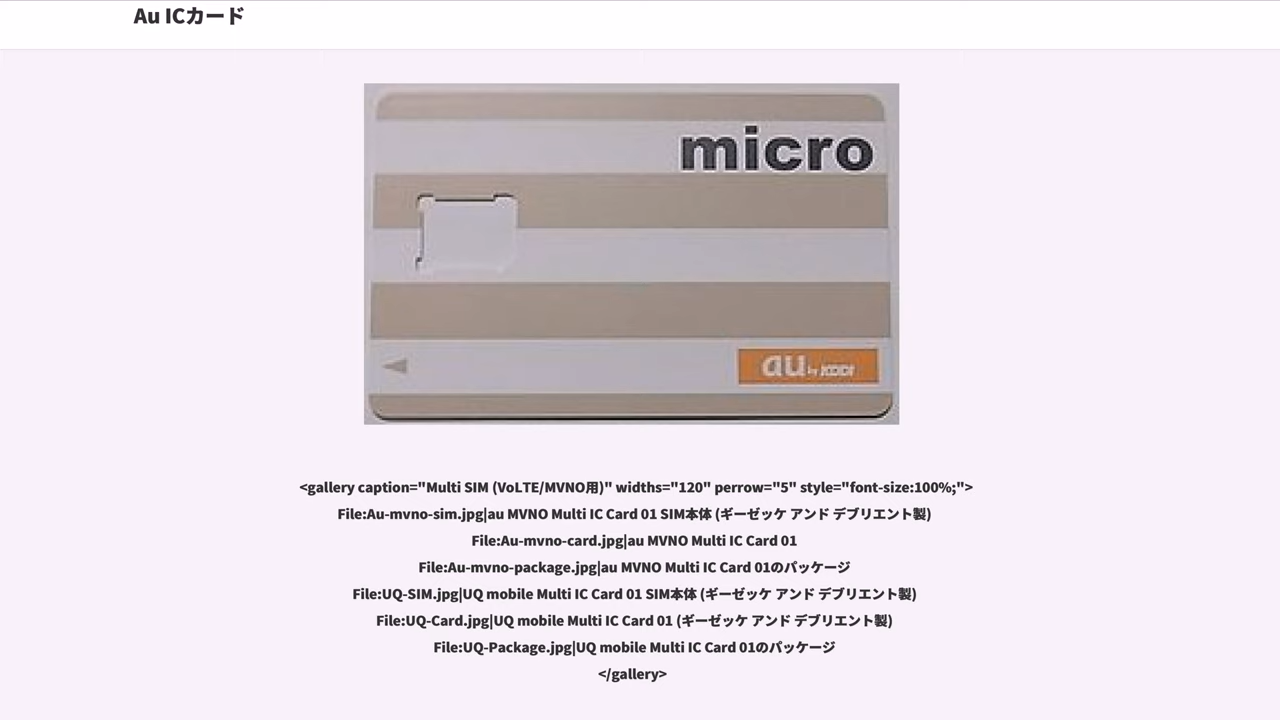 Au ICカード
micro
au by KDDI
<gallery caption="Multi SIM (VoLTE/MVNO用)" widths="120" perrow="5" style="font-size:100%;">
File:Au-mvno-sim.jpg|au MVNO Multi IC Card 01 SIM本体 (ギーゼッケ アンド デブリエント製)
File:Au-mvno-card.jpg|au MVNO Multi IC Card 01
File:Au-mvno-package.jpg|au MVNO Multi IC Card 01のパッケージ
File:UQ-SIM.jpg|UQ mobile Multi IC Card 01 SIM本体 (ギーゼッケ アンド デブリエント製)
File:UQ-Card.jpg|UQ mobile Multi IC Card 01 (ギーゼッケ アンド デブリエント製)
File:UQ-Package.jpg|UQ mobile Multi IC Card 01のパッケージ
</gallery>